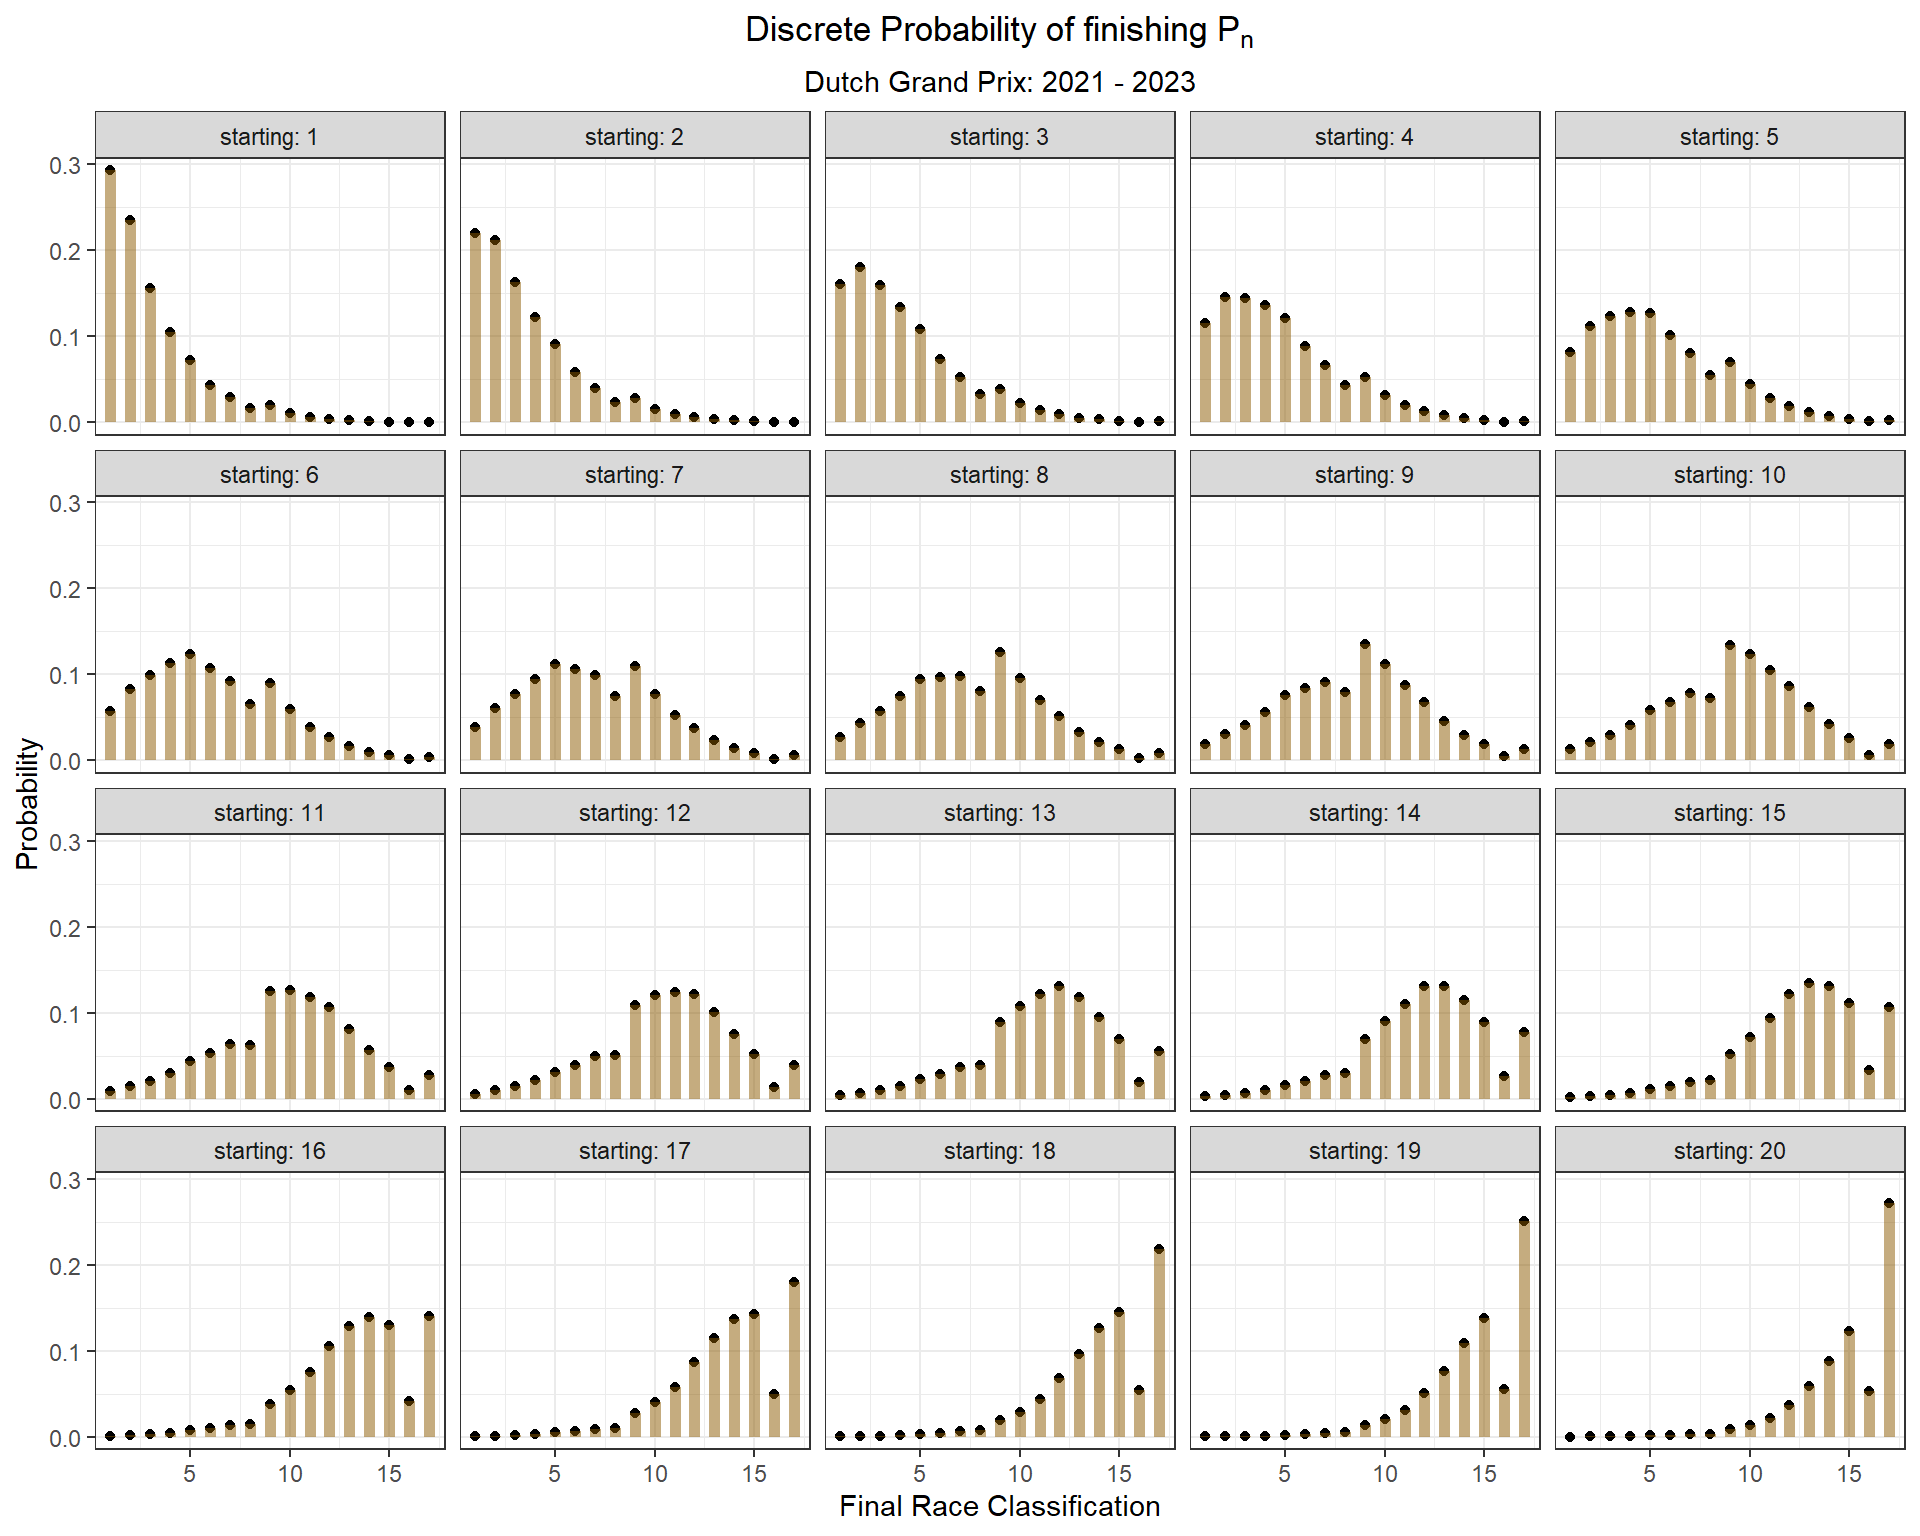 Discrete Probability of finishing Pn
Dutch Grand Prix: 2021 - 2023
starting: 1
starting: 2
starting: 3
starting: 4
starting: 5
0.3
0.2
0.1
0.0
starting: 6
starting: 7
starting: 8
starting: 9
starting: 10
0.3
0.2
0.1
0.0
Probability
starting: 11
starting: 12
starting: 13
starting: 14
starting: 15
0.3
0.2
0.1
0.0
starting: 16
starting: 17
starting: 18
starting: 19
starting: 20
0.3
0.2
0.1
0.0
5 10 15 5 10 15 5 10 15 5 10 15 5 10 15
Final Race Classification